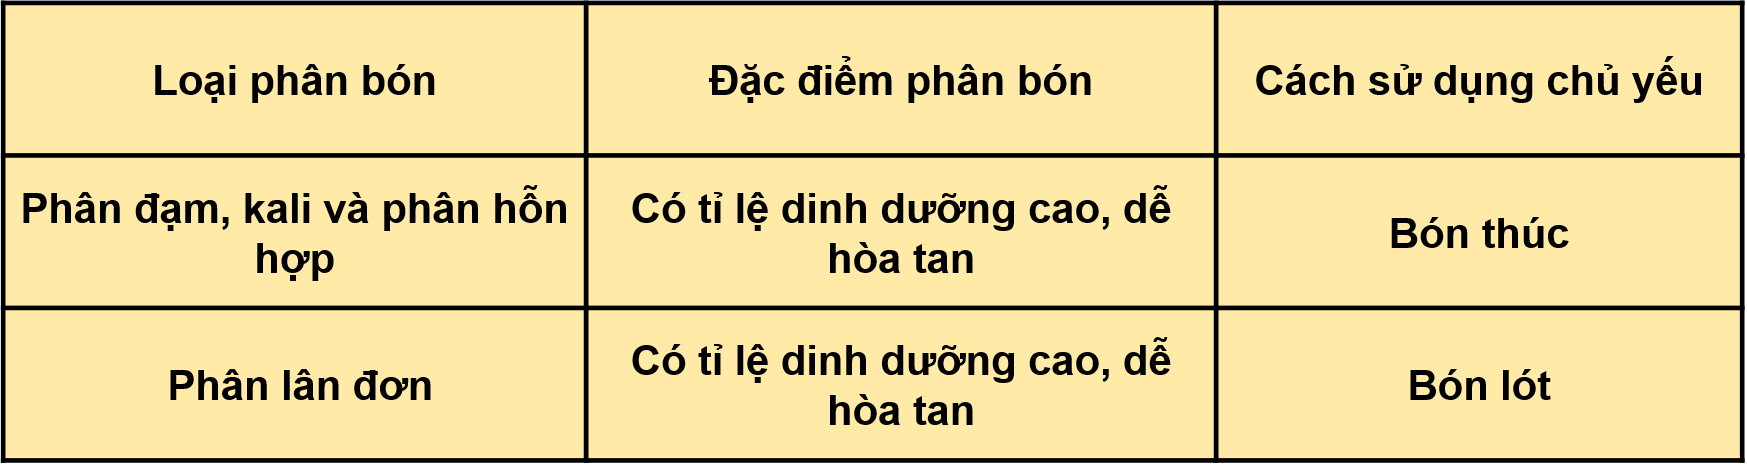 Loại phân bón
Đặc điểm phân bón
Cách sử dụng chủ yếu
Phân đạm, kali và phân hỗn
hợp
Có tỉ lệ dinh dưỡng cao, dễ
hòa tan
Bón thúc
Phân lân đơn
Có tỉ lệ dinh dưỡng cao, dễ
hòa tan
Bón lót